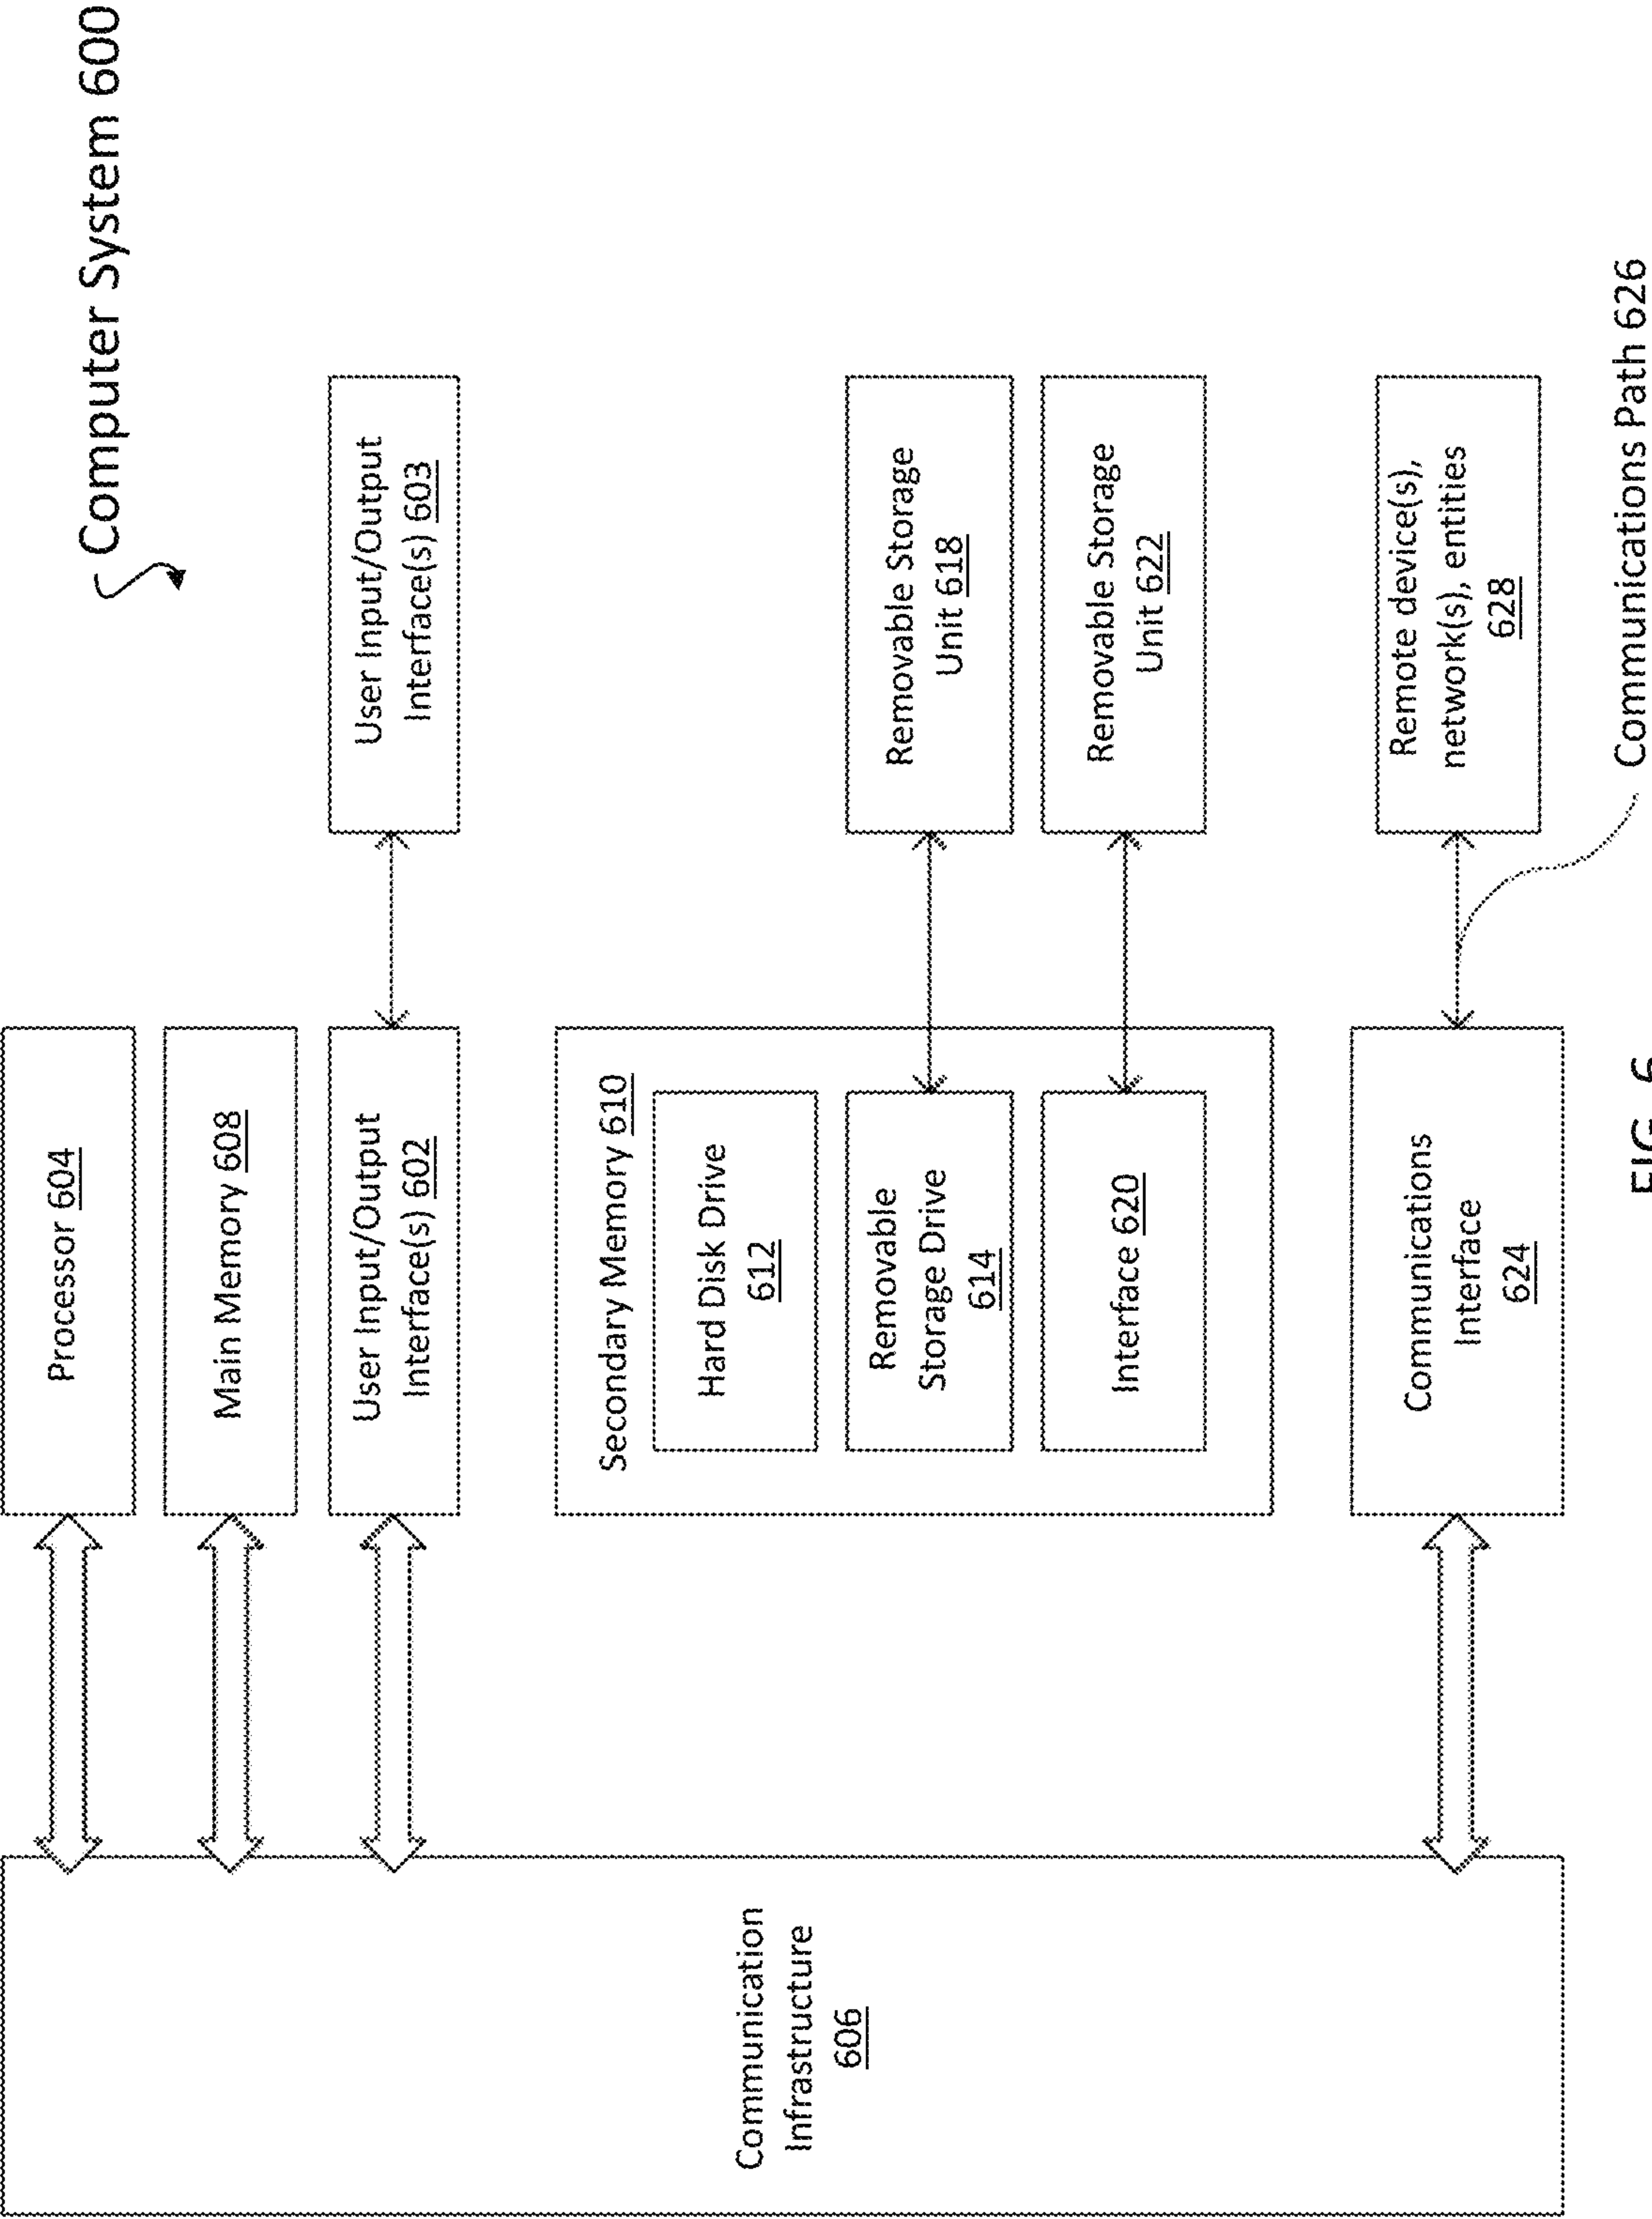 Computer System 600
Processor 604
Main Memory 608
User Input/Output
Interface(s) 602
User Input/Output
Interface(s) 603
Secondary Memory 610
Hard Disk Drive
612
Removable
Storage Drive
614
Interface 620
Removable Storage
Unit 618
Removable Storage
Unit 622
Communication
Infrastructure
606
Communications
Interface
624
Remote device(s),
network(s), entities
628
Communications Path 626
FIG. 6